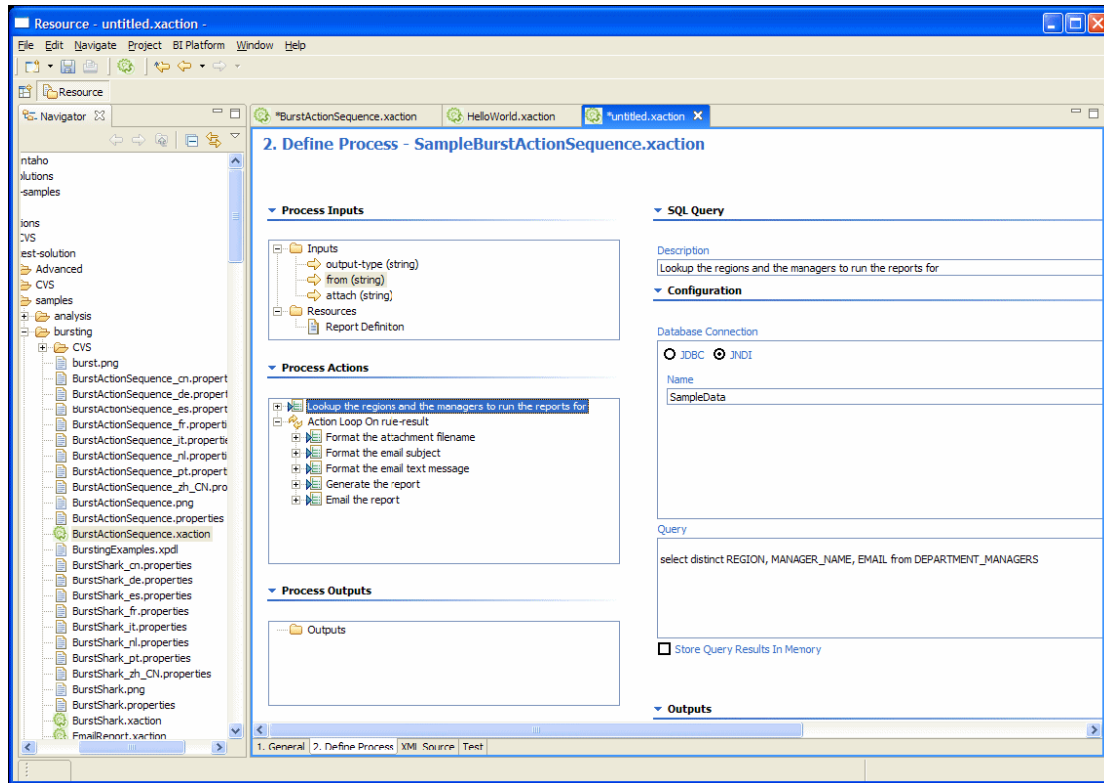 Resource - untitled.xaction -
File Edit Navigate Project BI Platform Window Help
Resource
Navigator
ntaho
olutions
-samples
ions
CVS
est-solution
Advanced
CVS
samples
analysis
bursting
CVS
burst.png
BurstActionSequence_cn.propert
BurstActionSequence_de.propert
BurstActionSequence_es.propert
BurstActionSequence_fr.properti
BurstActionSequence_it.propertie
BurstActionSequence_nl.properti
BurstActionSequence_pt.propert
BurstActionSequence_zh_CN.pro
BurstActionSequence.png
BurstActionSequence.properties
BurstActionSequence.xaction
BurstingExamples.xpdl
BurstShark_cn.properties
BurstShark_de.properties
BurstShark_es.properties
BurstShark_fr.properties
BurstShark_it.properties
BurstShark_nl.properties
BurstShark_pt.properties
BurstShark_zh_CN.properties
BurstShark.png
BurstShark.properties
BurstShark.xaction
EmailReport.xaction
*BurstActionSequence.xaction HelloWorld.xaction *untitled.xaction
2. Define Process - SampleBurstActionSequence.xaction
Process Inputs
Inputs
output-type (string)
from (string)
attach (string)
Resources
Report Definiton
Process Actions
Lookup the regions and the managers to run the reports for
Action Loop On rue-result
Format the attachment filename
Format the email subject
Format the email text message
Generate the report
Email the report
Process Outputs
Outputs
SQL Query
Description
Lookup the regions and the managers to run the reports for
Configuration
Database Connection
JDBC JNDI
Name
SampleData
Query
select distinct REGION, MANAGER_NAME, EMAIL from DEPARTMENT_MANAGERS
Store Query Results In Memory
Outputs
1. General 2. Define Process XML Source Test